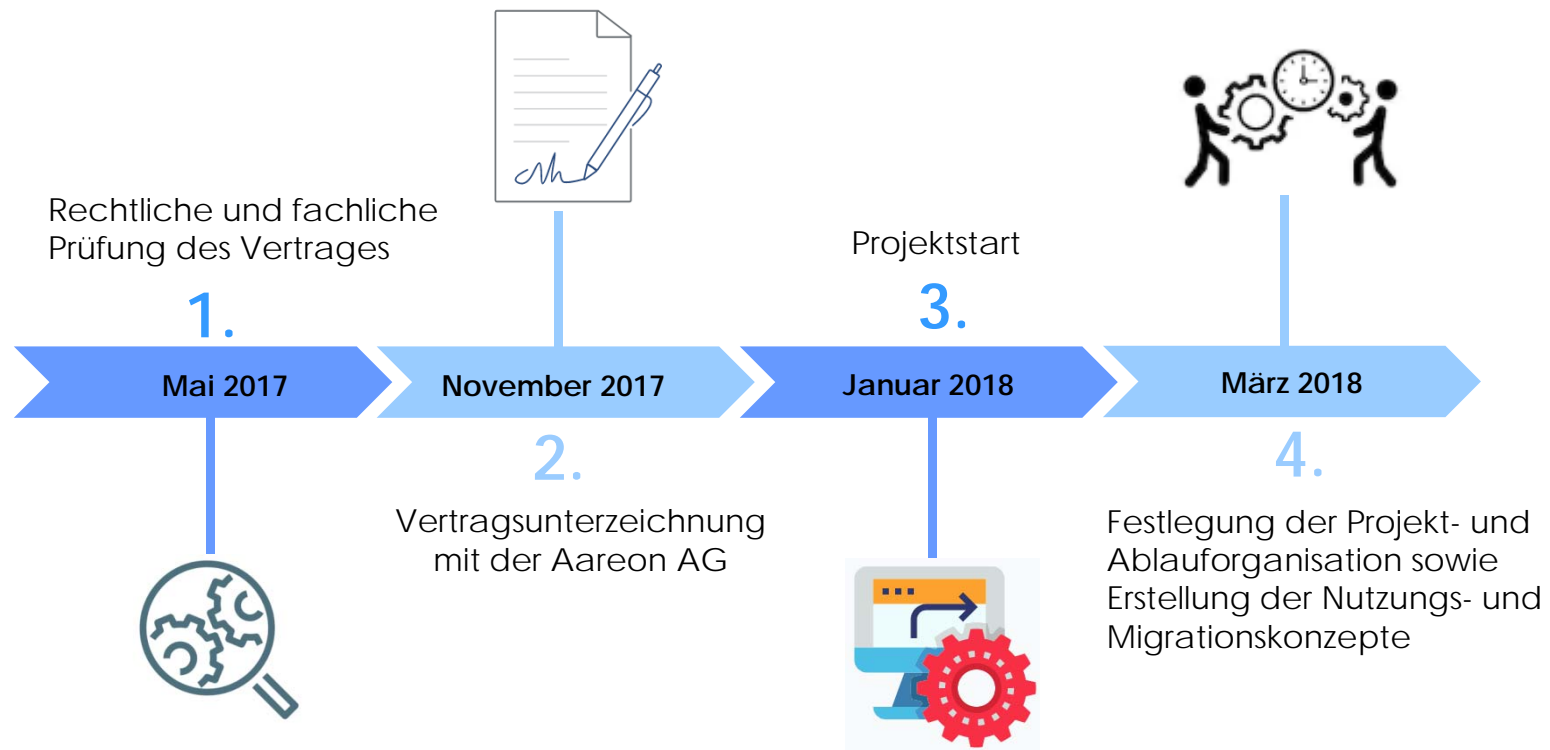 Rechtliche und fachliche
Prüfung des Vertrages
1.
Mai 2017
November 2017
2.
Vertragsunterzeichnung
mit der Aareon AG
Projektstart
3.
Januar 2018
März 2018
4.
Festlegung der Projekt- und
Ablauforganisation sowie
Erstellung der Nutzungs- und
Migrationskonzepte